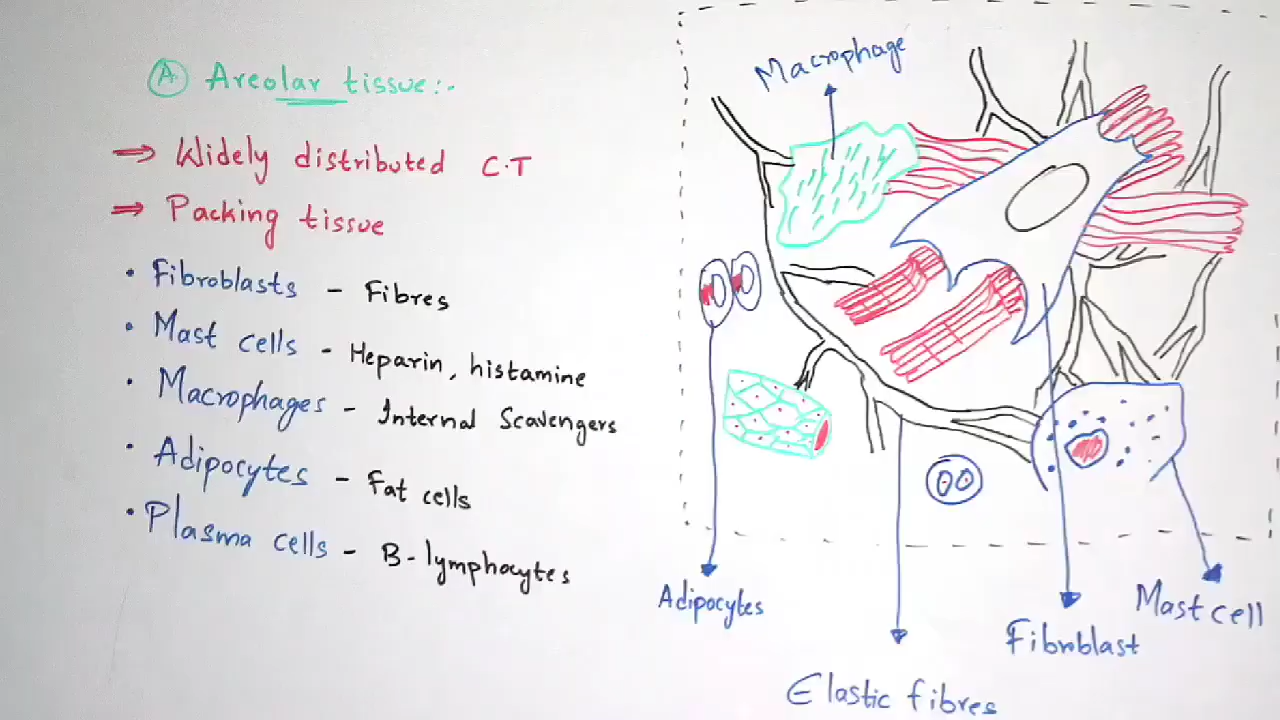 A Areolar tissue:-
⇒ Widely distributed C.T
⇒ Packing tissue
• Fibroblasts - Fibres
• Mast cells - Heparin, histamine
• Macrophages - Internal Scavengers
• Adipocytes - Fat cells
• Plasma cells - B-lymphocytes
Macrophage
Adipocytes
Elastic fibres
Fibroblast
Mast cell